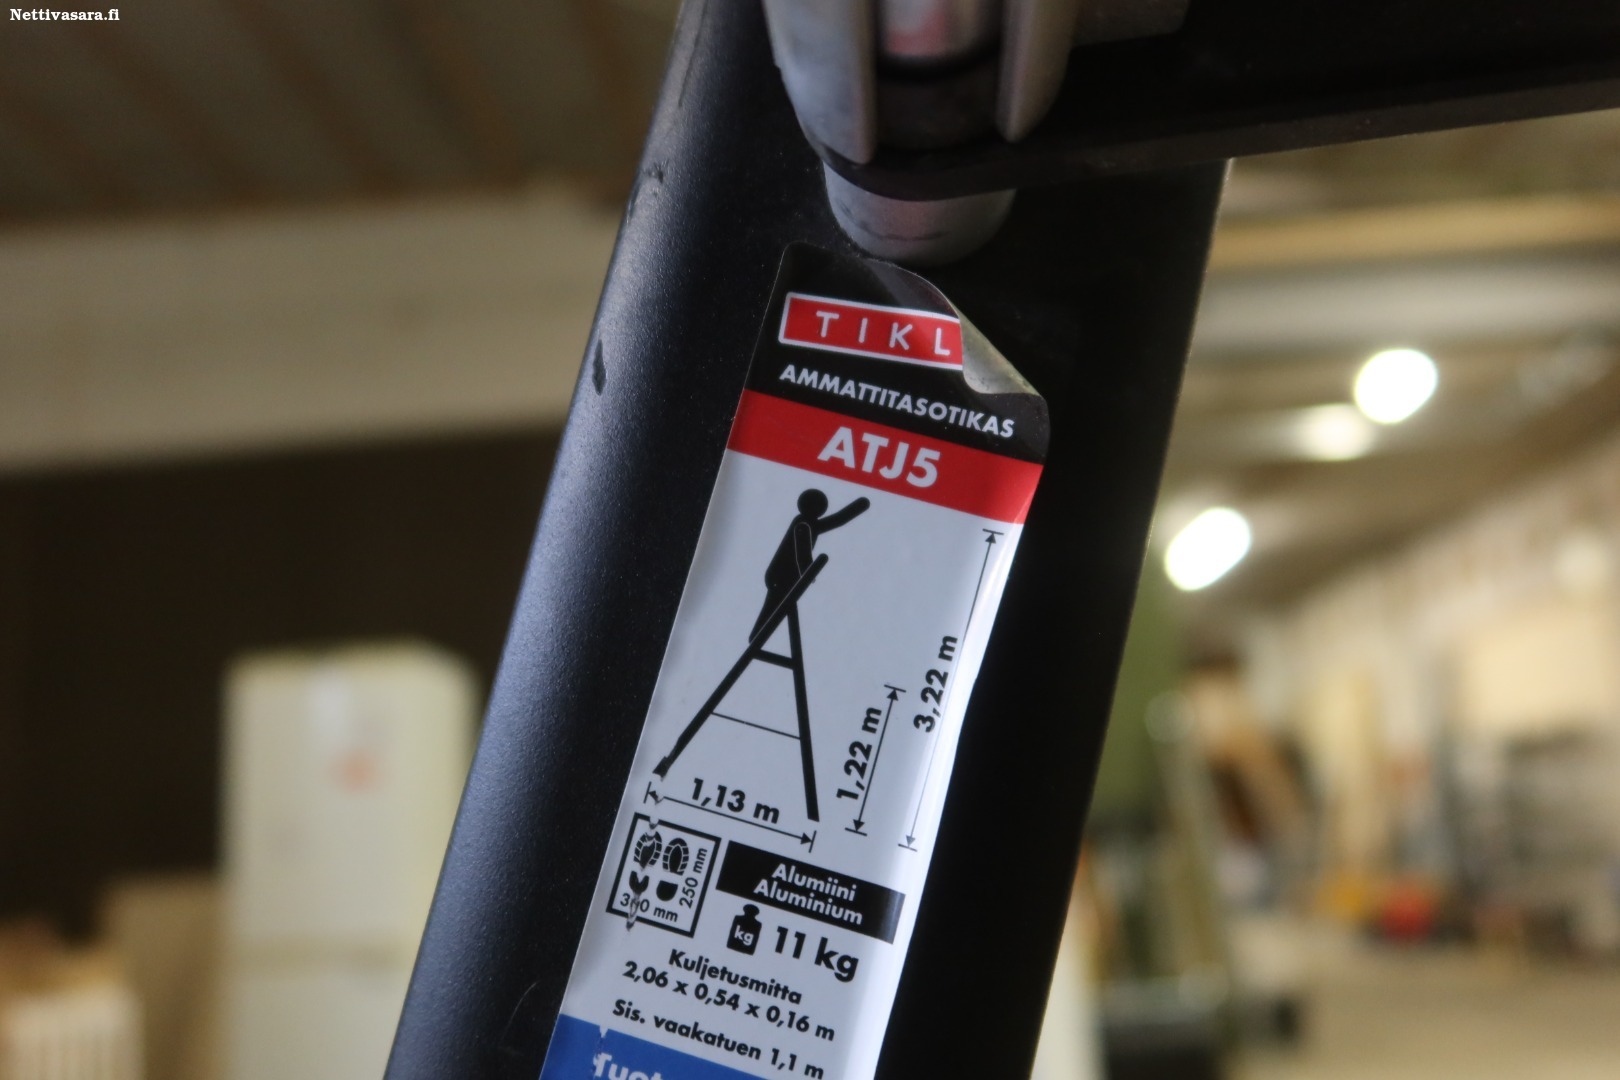 Nettivasara.fi
TIKL
AMMATTITASOTIKAS
ATJ5
3,22 m
1,22 m
1,13 m
250 mm
mm
Alumiini
Aluminium
kg
11 kg
Kuljetusmitta
2,06 x 0,54 x 0,16 m
Sis. vaakatuen 1,1 m